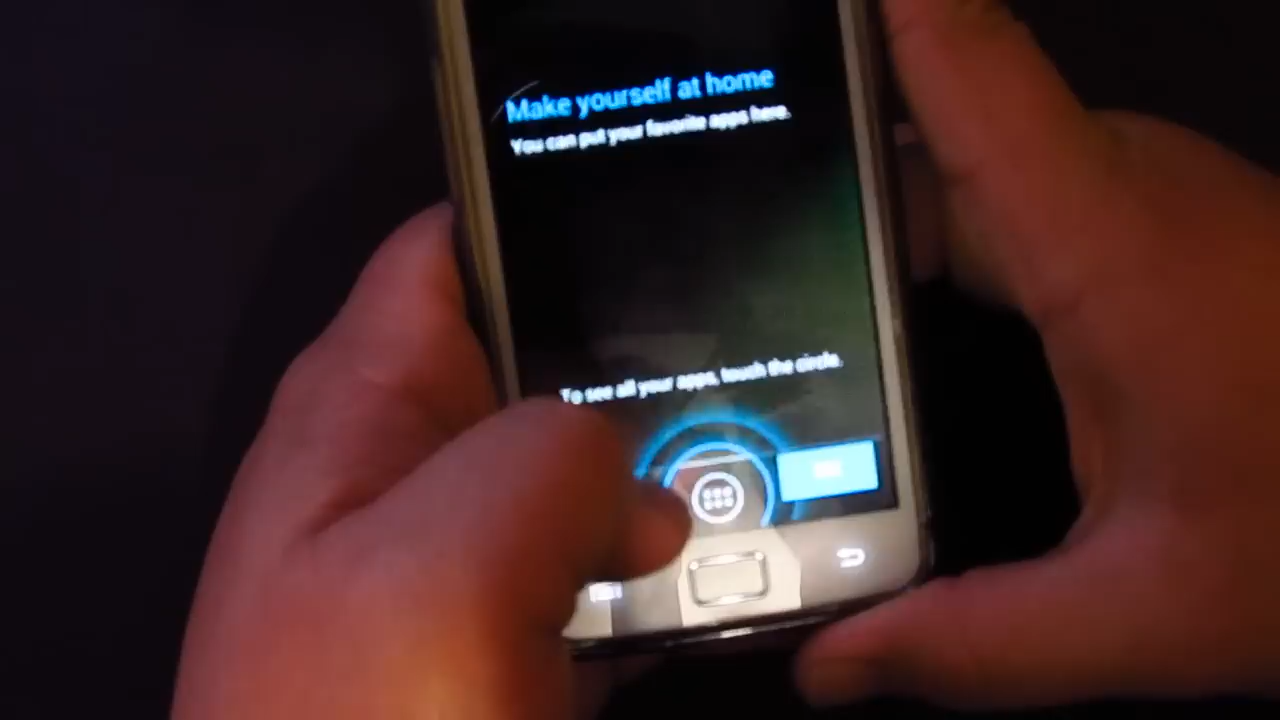 Make yourself at home
You can put your favorite apps here.
To see all your apps, touch the circle.